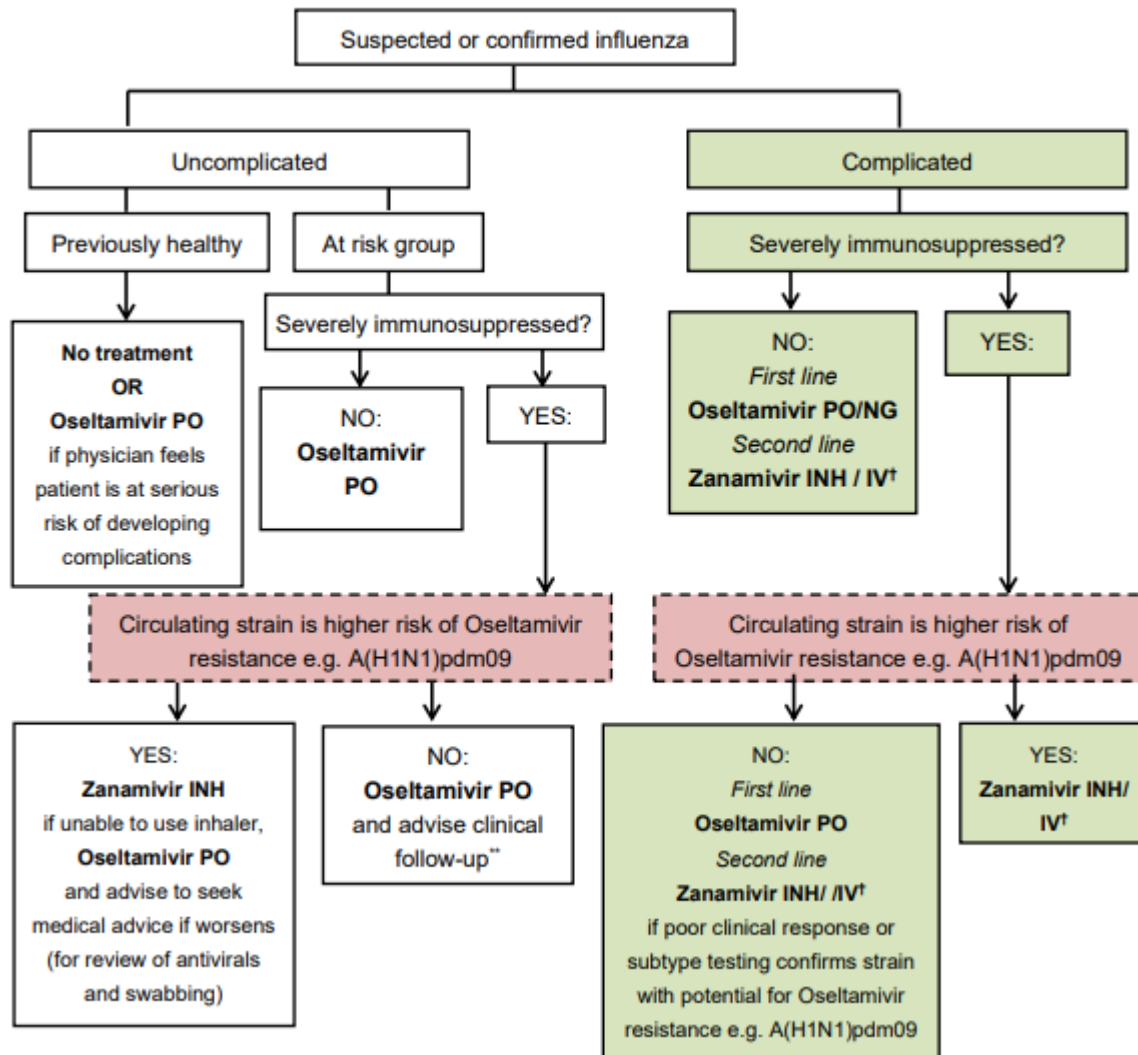 Suspected or confirmed influenza
Uncomplicated
Complicated
Previously healthy
At risk group
Severely immunosuppressed?
Severely immunosuppressed?
No treatment
OR
Oseltamivir PO
if physician feels
patient is at serious
risk of developing
complications
NO:
Oseltamivir
PO
YES:
NO:
First line
Oseltamivir PO/NG
Second line
Zanamivir INH / IV†
YES:
Circulating strain is higher risk of Oseltamivir
resistance e.g. A(H1N1)pdm09
Circulating strain is higher risk of
Oseltamivir resistance e.g. A(H1N1)pdm09
YES:
Zanamivir INH
if unable to use inhaler,
Oseltamivir PO
and advise to seek
medical advice if worsens
(for review of antivirals
and swabbing)
NO:
Oseltamivir PO
and advise clinical
follow-up**
NO:
First line
Oseltamivir PO
Second line
Zanamivir INH/ /IV†
if poor clinical response or
subtype testing confirms strain
with potential for Oseltamivir
resistance e.g. A(H1N1)pdm09
YES:
Zanamivir INH/
IV†